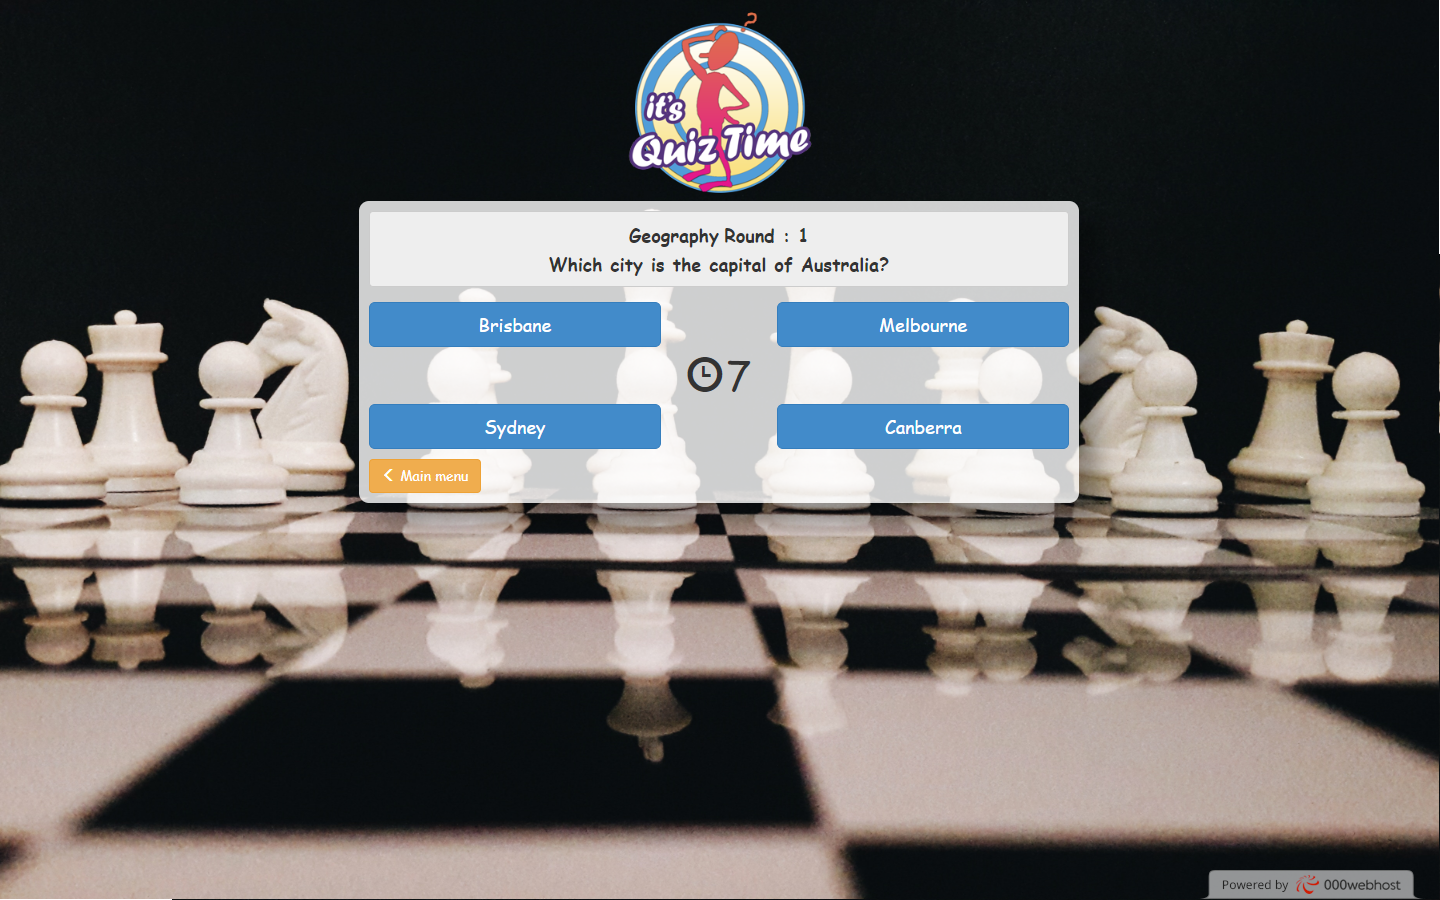 ?
it's
Quiz Time
Geography Round : 1
Which city is the capital of Australia?
Brisbane
Melbourne
7
Sydney
Canberra
Main menu
Powered by 000webhost